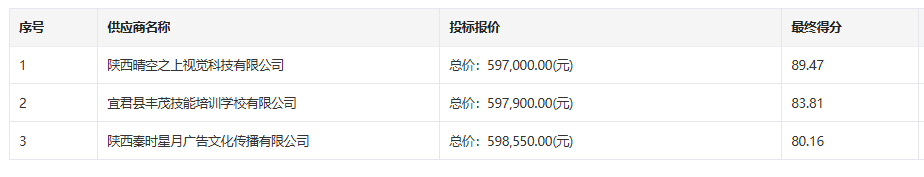 序号 供应商名称 投标报价 最终得分
1 陕西晴空之上视觉科技有限公司 总价：597,000.00(元) 89.47
2 宜君县丰茂技能培训学校有限公司 总价：597,900.00(元) 83.81
3 陕西秦时星月广告文化传播有限公司 总价：598,550.00(元) 80.16